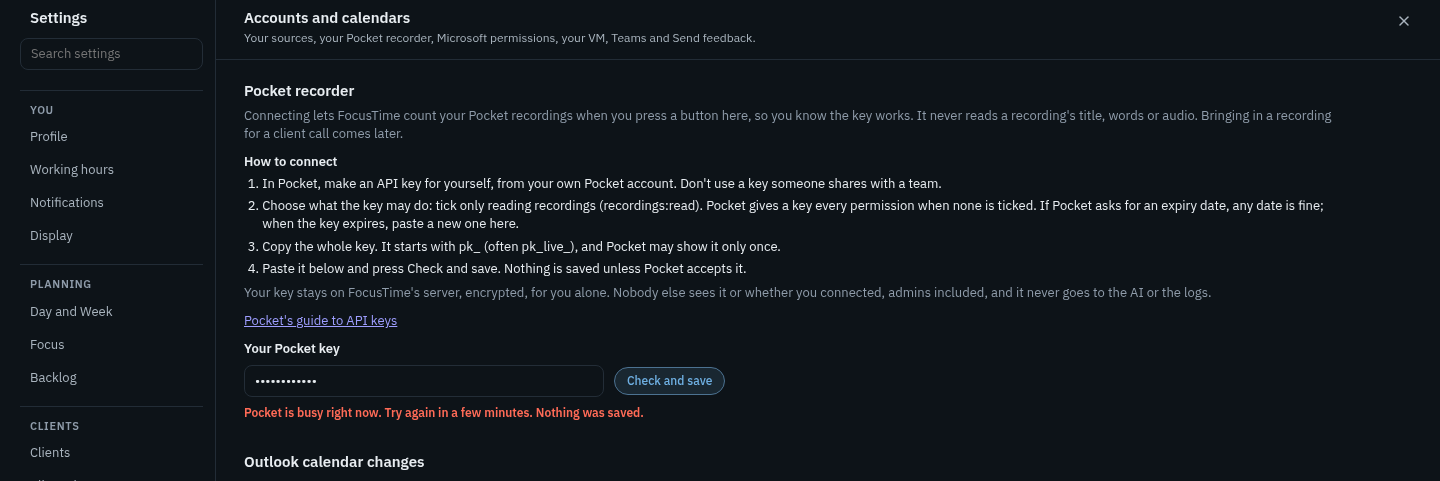 Settings
Search settings
YOU
Profile
Working hours
Notifications
Display
PLANNING
Day and Week
Focus
Backlog
CLIENTS
Clients
Accounts and calendars
Your sources, your Pocket recorder, Microsoft permissions, your VM, Teams and Send feedback.
Pocket recorder
Connecting lets FocusTime count your Pocket recordings when you press a button here, so you know the key works. It never reads a recording's title, words or audio. Bringing in a recording
for a client call comes later.
How to connect
1. In Pocket, make an API key for yourself, from your own Pocket account. Don't use a key someone shares with a team.
2. Choose what the key may do: tick only reading recordings (recordings:read). Pocket gives a key every permission when none is ticked. If Pocket asks for an expiry date, any date is fine;
when the key expires, paste a new one here.
3. Copy the whole key. It starts with pk_ (often pk_live_), and Pocket may show it only once.
4. Paste it below and press Check and save. Nothing is saved unless Pocket accepts it.
Your key stays on FocusTime's server, encrypted, for you alone. Nobody else sees it or whether you connected, admins included, and it never goes to the AI or the logs.
Pocket's guide to API keys
Your Pocket key
••••••••••••
Check and save
Pocket is busy right now. Try again in a few minutes. Nothing was saved.
Outlook calendar changes